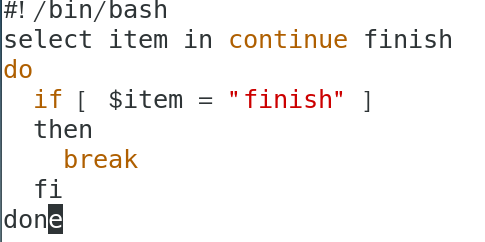 #!/bin/bash
select item in continue finish
do
  if [ $item = "finish" ]
  then
    break
  fi
done